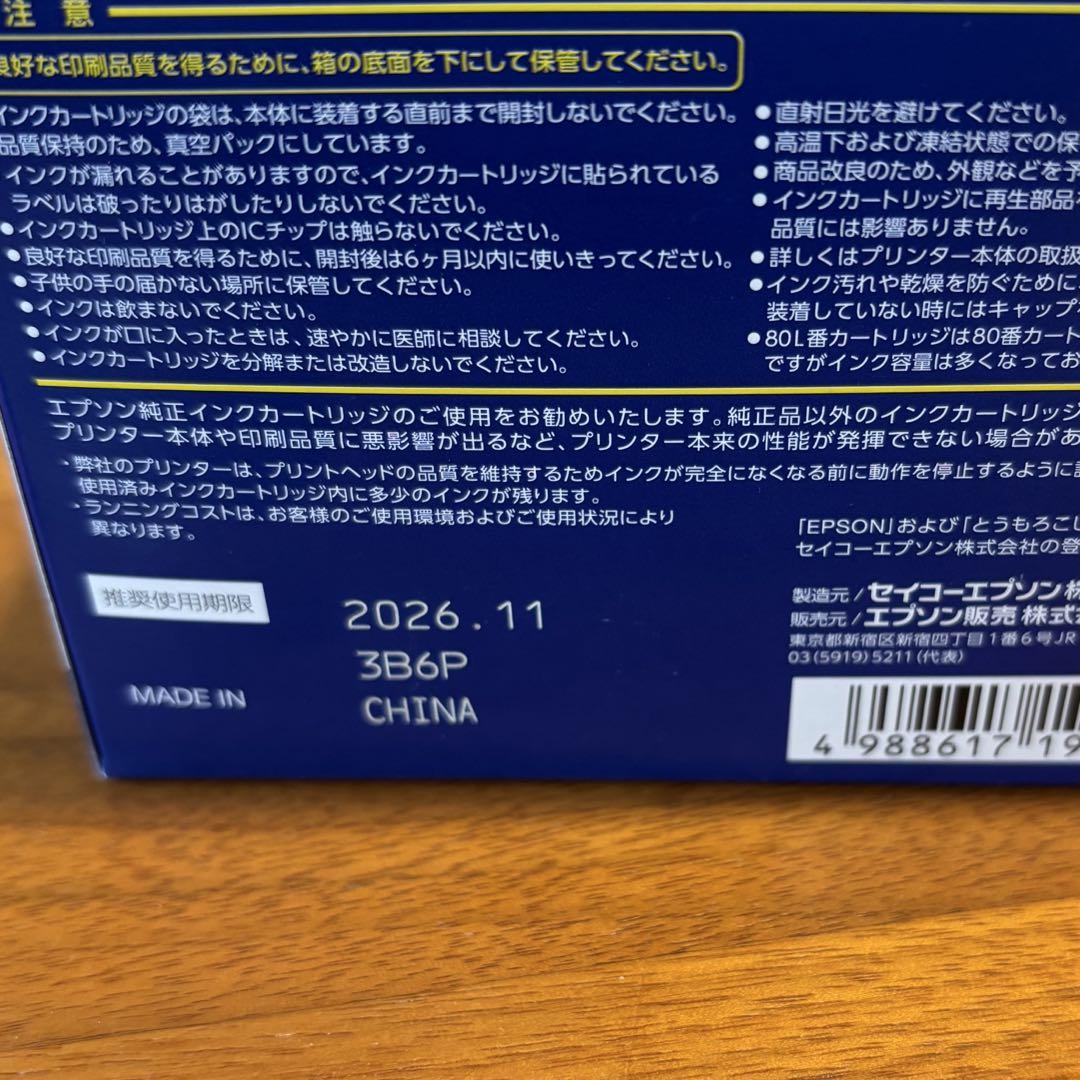 注 意
良好な印刷品質を得るために、箱の底面を下にして保管してください。
インクカートリッジの袋は、本体に装着する直前まで開封しないでください。
品質保持のため、真空パックにしています。
インクが漏れることがありますので、インクカートリッジに貼られている
ラベルは破ったりはがしたりしないでください。
●インクカートリッジ上のICチップは触らないでください。
●良好な印刷品質を得るために、開封後は6ヶ月以内に使いきってください。
●子供の手の届かない場所に保管してください。
●インクは飲まないでください。
●インクが口に入ったときは、速やかに医師に相談してください。
●インクカートリッジを分解または改造しないでください。
●直射日光を避けてください。
●高温下および凍結状態での保
●商品改良のため、外観などを予
●インクカートリッジに再生部品
品質には影響ありません。
●詳しくはプリンター本体の取扱
●インク汚れや乾燥を防ぐために
装着していない時にはキャップ
●80L番カートリッジは80番カート
ですがインク容量は多くなってお
エプソン純正インクカートリッジのご使用をお勧めいたします。純正品以外のインクカートリッジ
プリンター本体や印刷品質に悪影響が出るなど、プリンター本来の性能が発揮できない場合があ
・弊社のプリンターは、プリントヘッドの品質を維持するためインクが完全になくなる前に動作を停止するように
使用済みインクカートリッジ内に多少のインクが残ります。
・ランニングコストは、お客様のご使用環境およびご使用状況により
異なります。
「EPSON」および「とうもろこし
セイコーエプソン株式会社の登
製造元/セイコーエプソン株
販売元/エプソン販売 株式会
東京都新宿区新宿四丁目1番6号JR
03(5919)5211(代表)
推奨使用期限
2026.11
3B6P
MADE IN
CHINA
4 988617 19